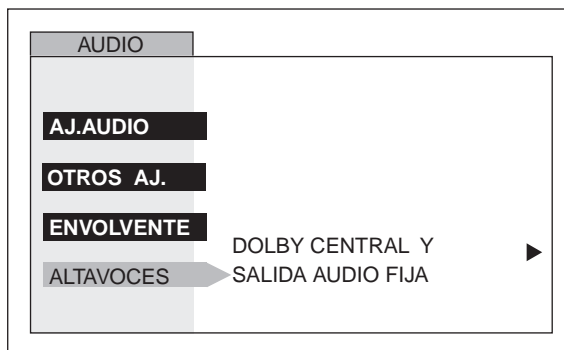 AUDIO
AJ.AUDIO
OTROS AJ.
ENVOLVENTE
ALTAVOCES
DOLBY CENTRAL Y
SALIDA AUDIO FIJA